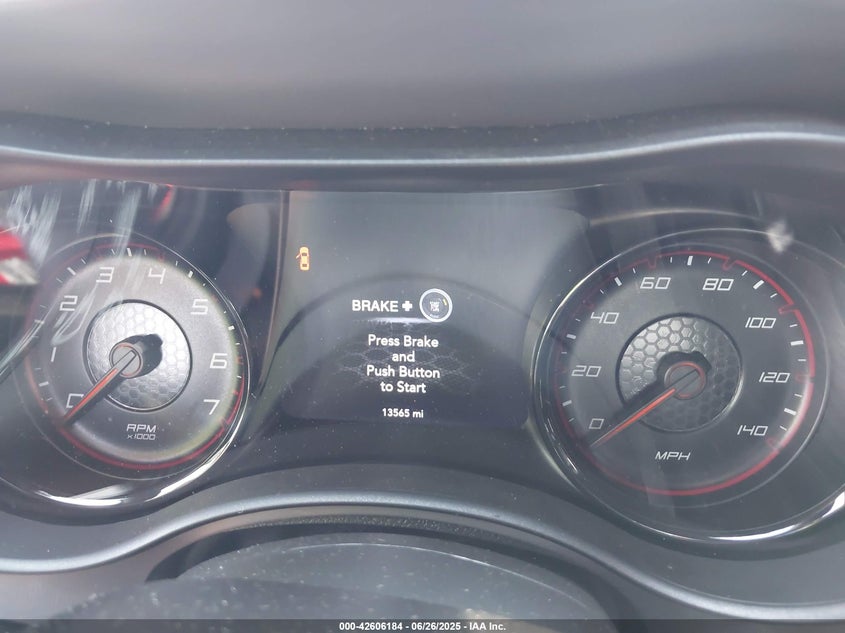 0 1 2 3 4 5 6 7
RPM
x1000
BRAKE +
Press Brake
and
Push Button
to Start
13565 mi
0 20 40 60 80 100 120 140
MPH
000-42606184 | 06/26/2025 - IAA Inc.